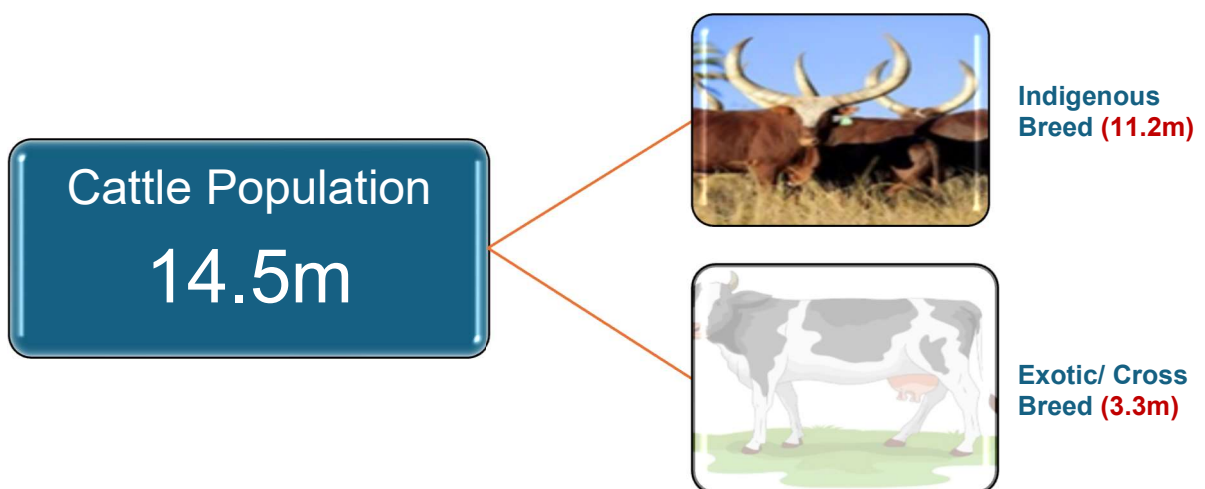 Cattle Population
14.5m
Indigenous
Breed (11.2m)
Exotic/ Cross
Breed (3.3m)